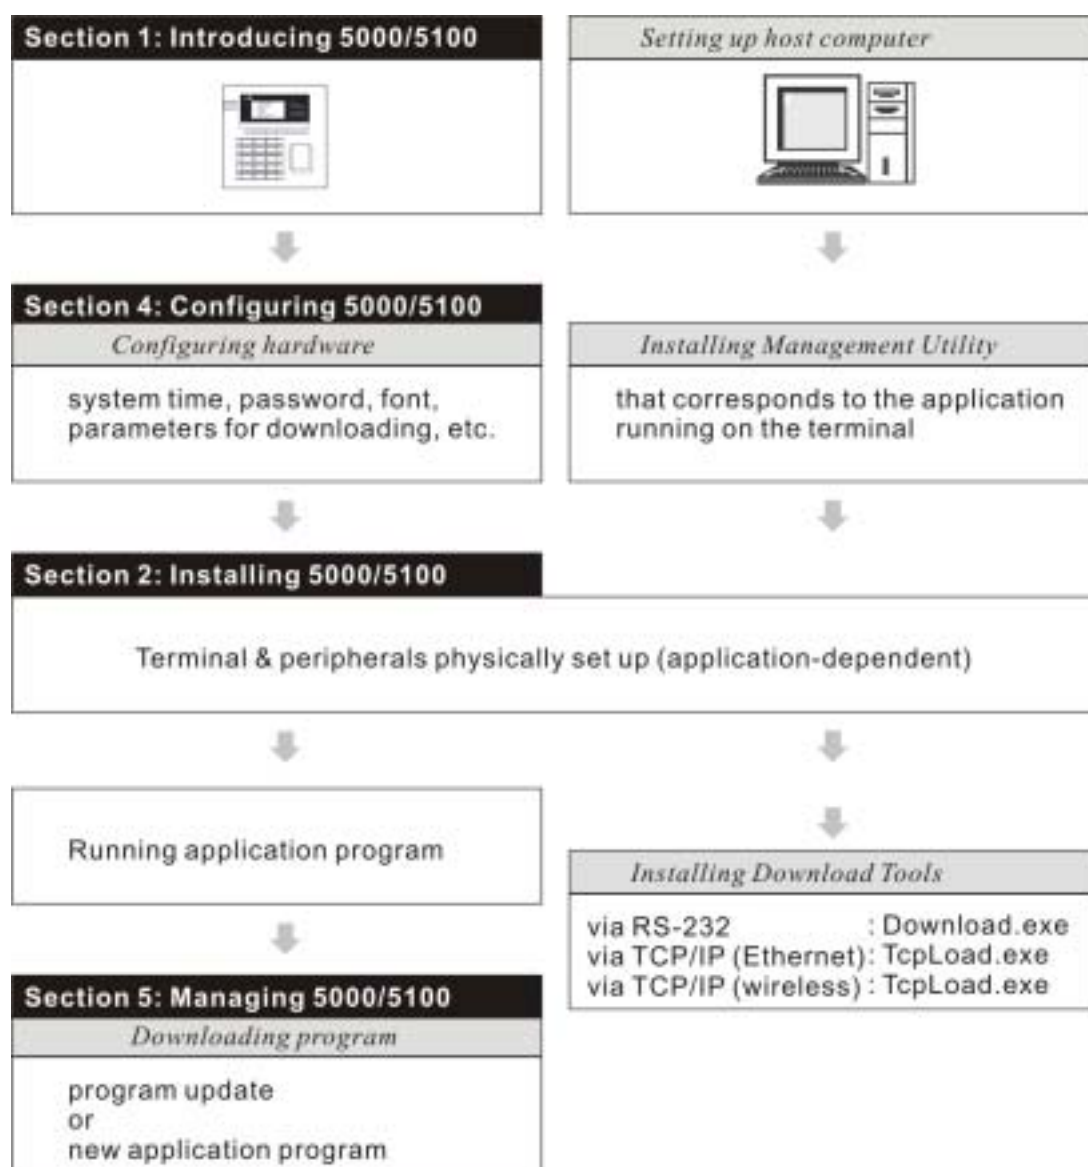 Section 1: Introducing 5000/5100
Setting up host computer
Section 4: Configuring 5000/5100
Configuring hardware
system time, password, font,
parameters for downloading, etc.
Installing Management Utility
that corresponds to the application
running on the terminal
Section 2: Installing 5000/5100
Terminal & peripherals physically set up (application-dependent)
Running application program
Installing Download Tools
via RS-232 : Download.exe
via TCP/IP (Ethernet): TcpLoad.exe
via TCP/IP (wireless) : TcpLoad.exe
Section 5: Managing 5000/5100
Downloading program
program update
or
new application program